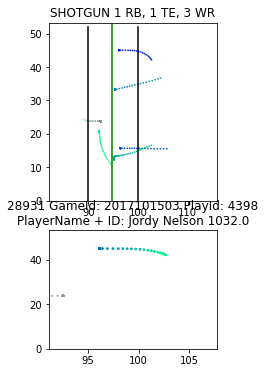 SHOTGUN 1 RB, 1 TE, 3 WR
50
40
30
20
10
0
90 100 110
28931 GameId: 2017101503 PlayId: 4398
PlayerName + ID: Jordy Nelson 1032.0
40
20
0
95 100 105